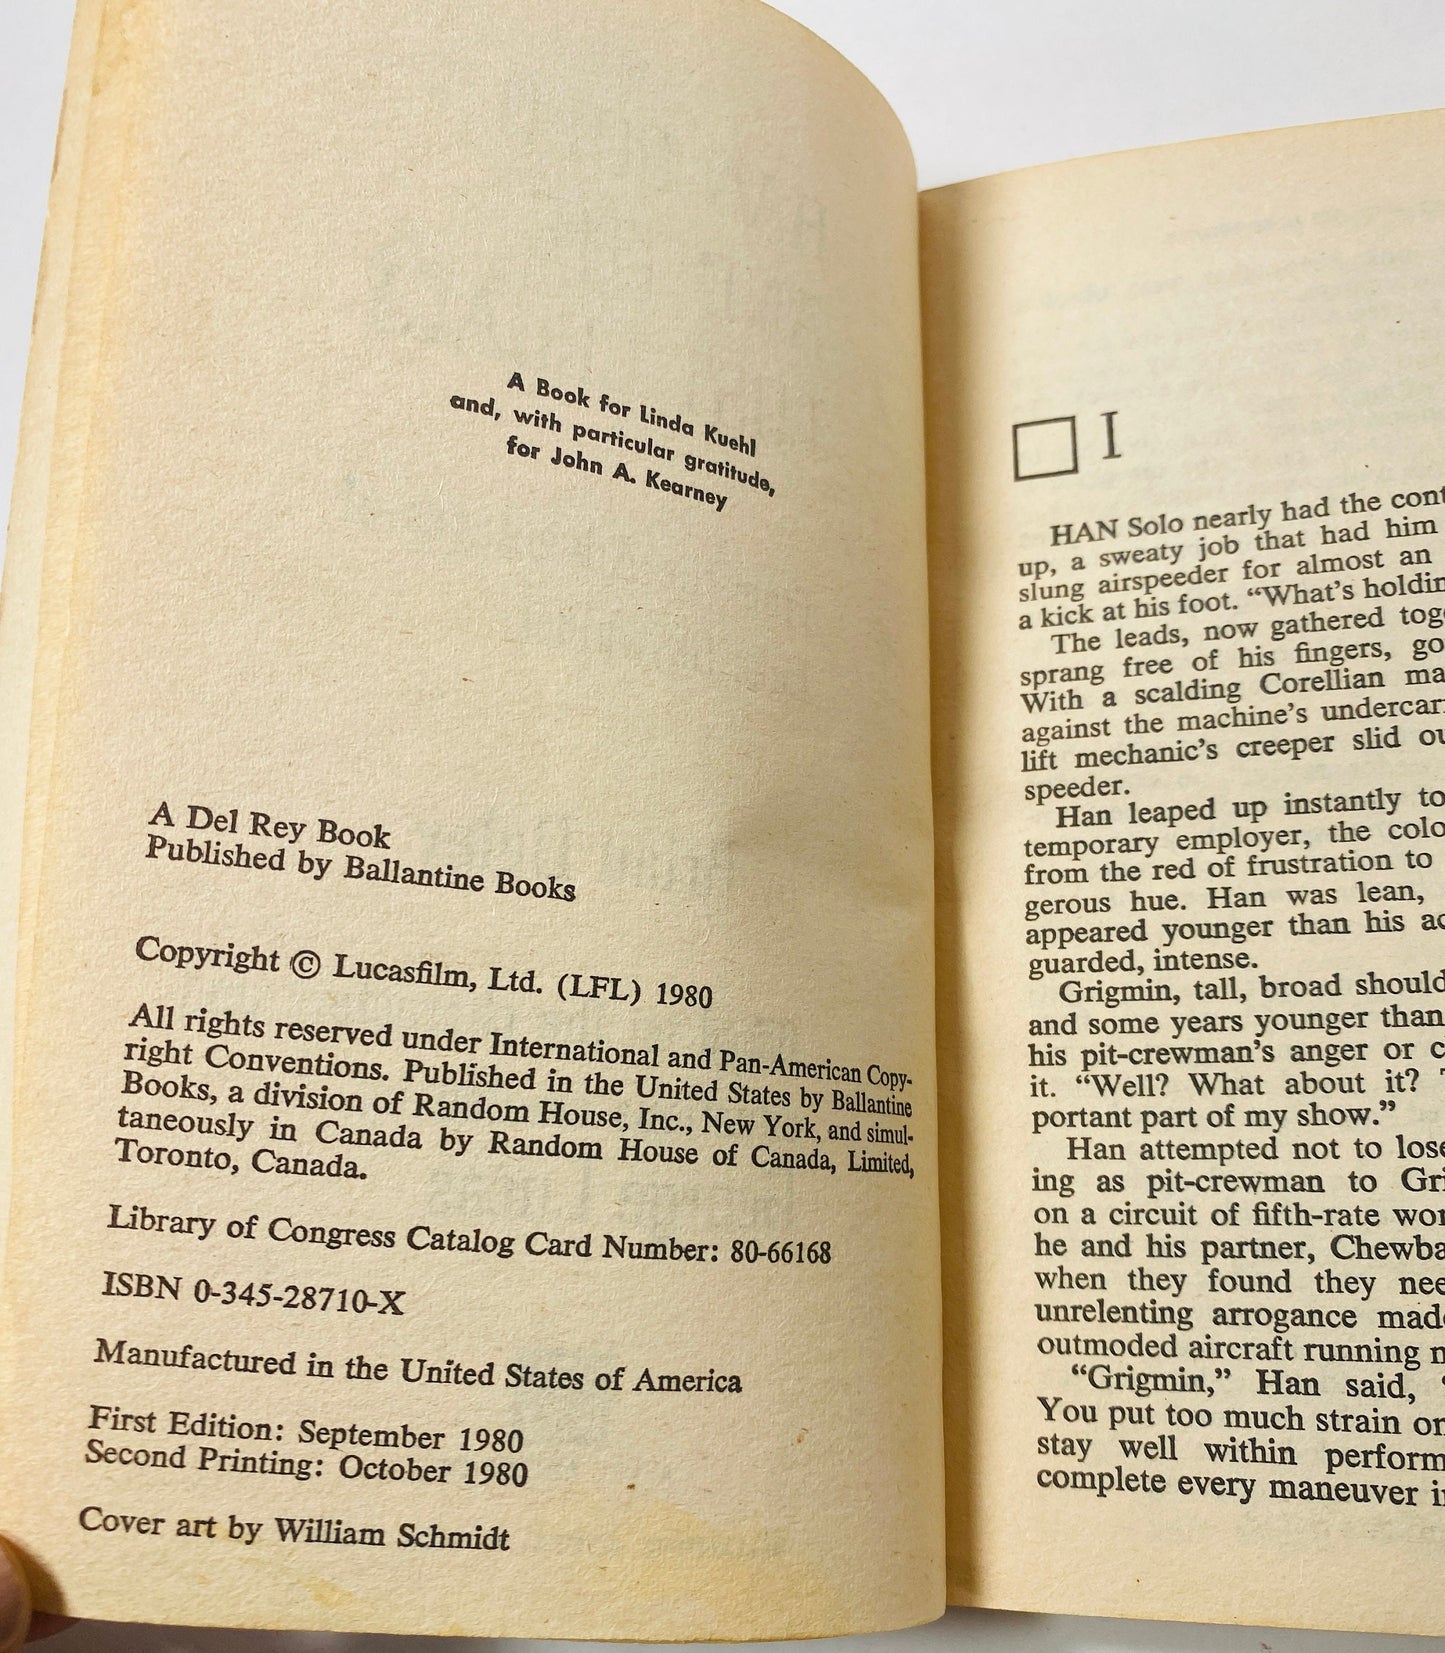 A Book for Linda Kuehl
and, with particular gratitude,
for John A. Kearney
A Del Rey Book
Published by Ballantine Books
Copyright © Lucasfilm, Ltd. (LFL) 1980
All rights reserved under International and Pan-American Copy-
right Conventions. Published in the United States by Ballantine
Books, a division of Random House, Inc., New York, and simul-
taneously in Canada by Random House of Canada, Limited,
Toronto, Canada.
Library of Congress Catalog Card Number: 80-66168
ISBN 0-345-28710-X
Manufactured in the United States of America
First Edition: September 1980
Second Printing: October 1980
Cover art by William Schmidt
I
HAN Solo nearly had the cont
up, a sweaty job that had him
slung airspeeder for almost an
a kick at his foot. “What’s holdin
The leads, now gathered toge
sprang free of his fingers, go
With a scalding Corellian ma
against the machine’s undercar
lift mechanic’s creeper slid ou
speeder.
Han leaped up instantly to
temporary employer, the colo
from the red of frustration to
gerous hue. Han was lean,
appeared younger than his ac
guarded, intense.
Grigmin, tall, broad should
and some years younger than
his pit-crewman’s anger or c
it. “Well? What about it? T
portant part of my show.”
Han attempted not to lose
ing as pit-crewman to Gri
on a circuit of fifth-rate wor
he and his partner, Chewba
when they found they nee
unrelenting arrogance made
outmoded aircraft running n
“Grigmin,” Han said, “
You put too much strain on
stay well within perform
complete every maneuver i